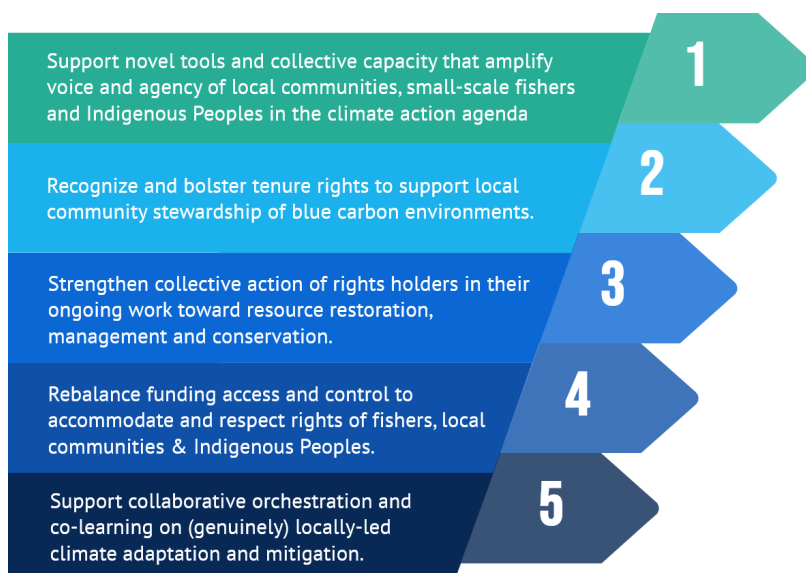 Support novel tools and collective capacity that amplify
voice and agency of local communities, small-scale fishers
and Indigenous Peoples in the climate action agenda
1
Recognize and bolster tenure rights to support local
community stewardship of blue carbon environments.
2
Strengthen collective action of rights holders in their
ongoing work toward resource restoration,
management and conservation.
3
Rebalance funding access and control to
accommodate and respect rights of fishers, local
communities & Indigenous Peoples.
4
Support collaborative orchestration and
co-learning on (genuinely) locally-led
climate adaptation and mitigation.
5